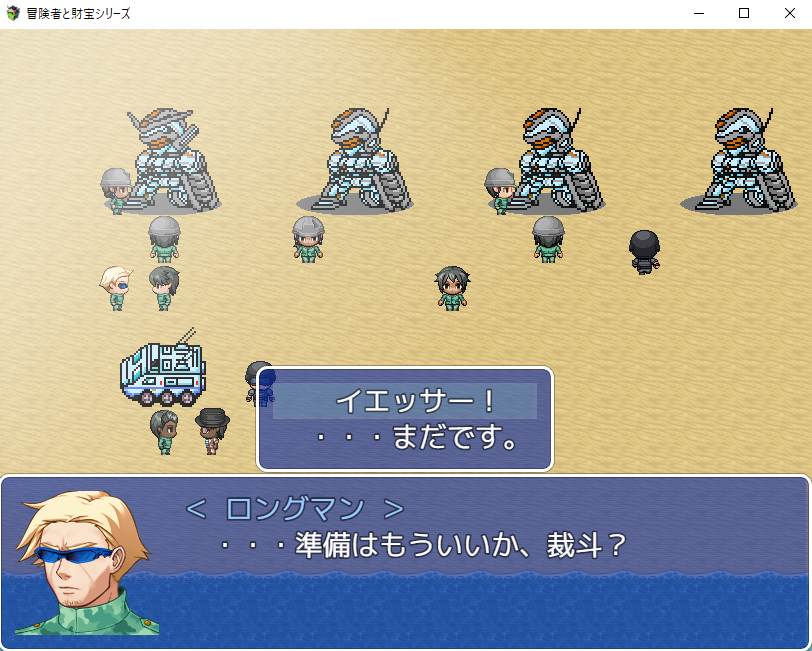 冒険者と財宝シリーズ
イエッサー！
・・・まだです。
＜ ロングマン ＞
・・・準備はもういいか、裁斗？